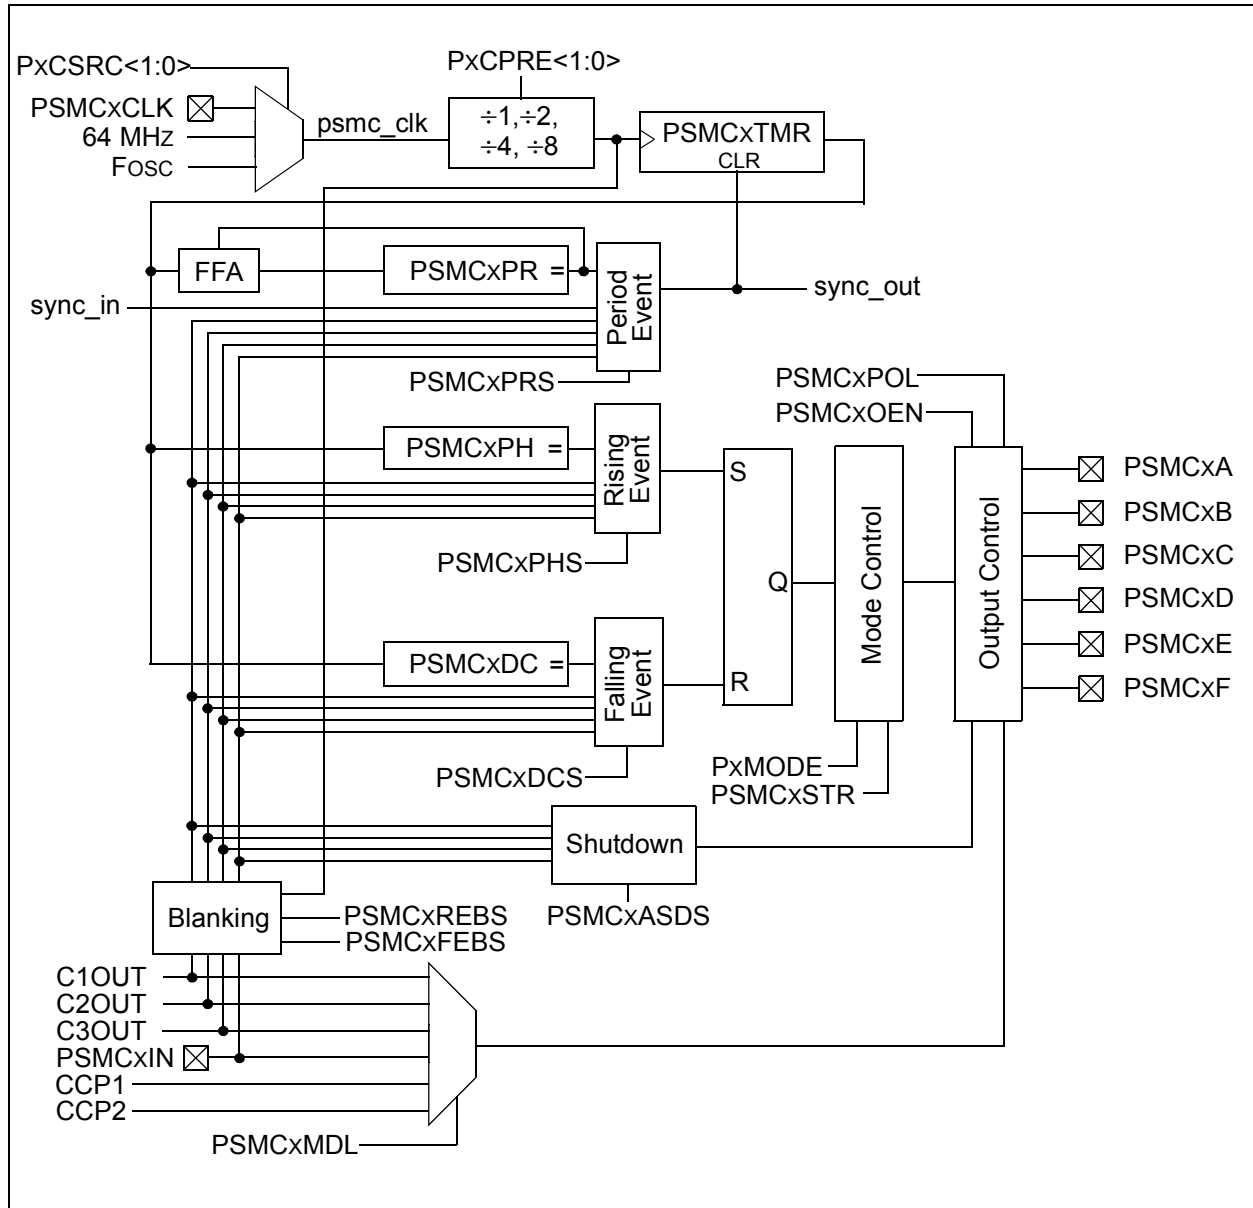 PxCSRC<1:0>
PxCPRE<1:0>
PSMCxCLK
64 MHz
FOSC
psmc_clk
÷1,÷2,
÷4, ÷8
PSMCxTMR
CLR
FFA
PSMCxPR =
Period
Event
sync_in
sync_out
PSMCxPRS
PSMCxPOL
PSMCxOEN
PSMCxPH =
Rising
Event
PSMCxPHS
S
Q
R
Mode Control
Output Control
PSMCxA
PSMCxB
PSMCxC
PSMCxD
PSMCxE
PSMCxF
PSMCxDC =
Falling
Event
PSMCxDCS
PxMODE
PSMCxSTR
Shutdown
PSMCxASDS
Blanking
PSMCxREBS
PSMCxFEBS
C1OUT
C2OUT
C3OUT
PSMCxIN
CCP1
CCP2
PSMCxMDL